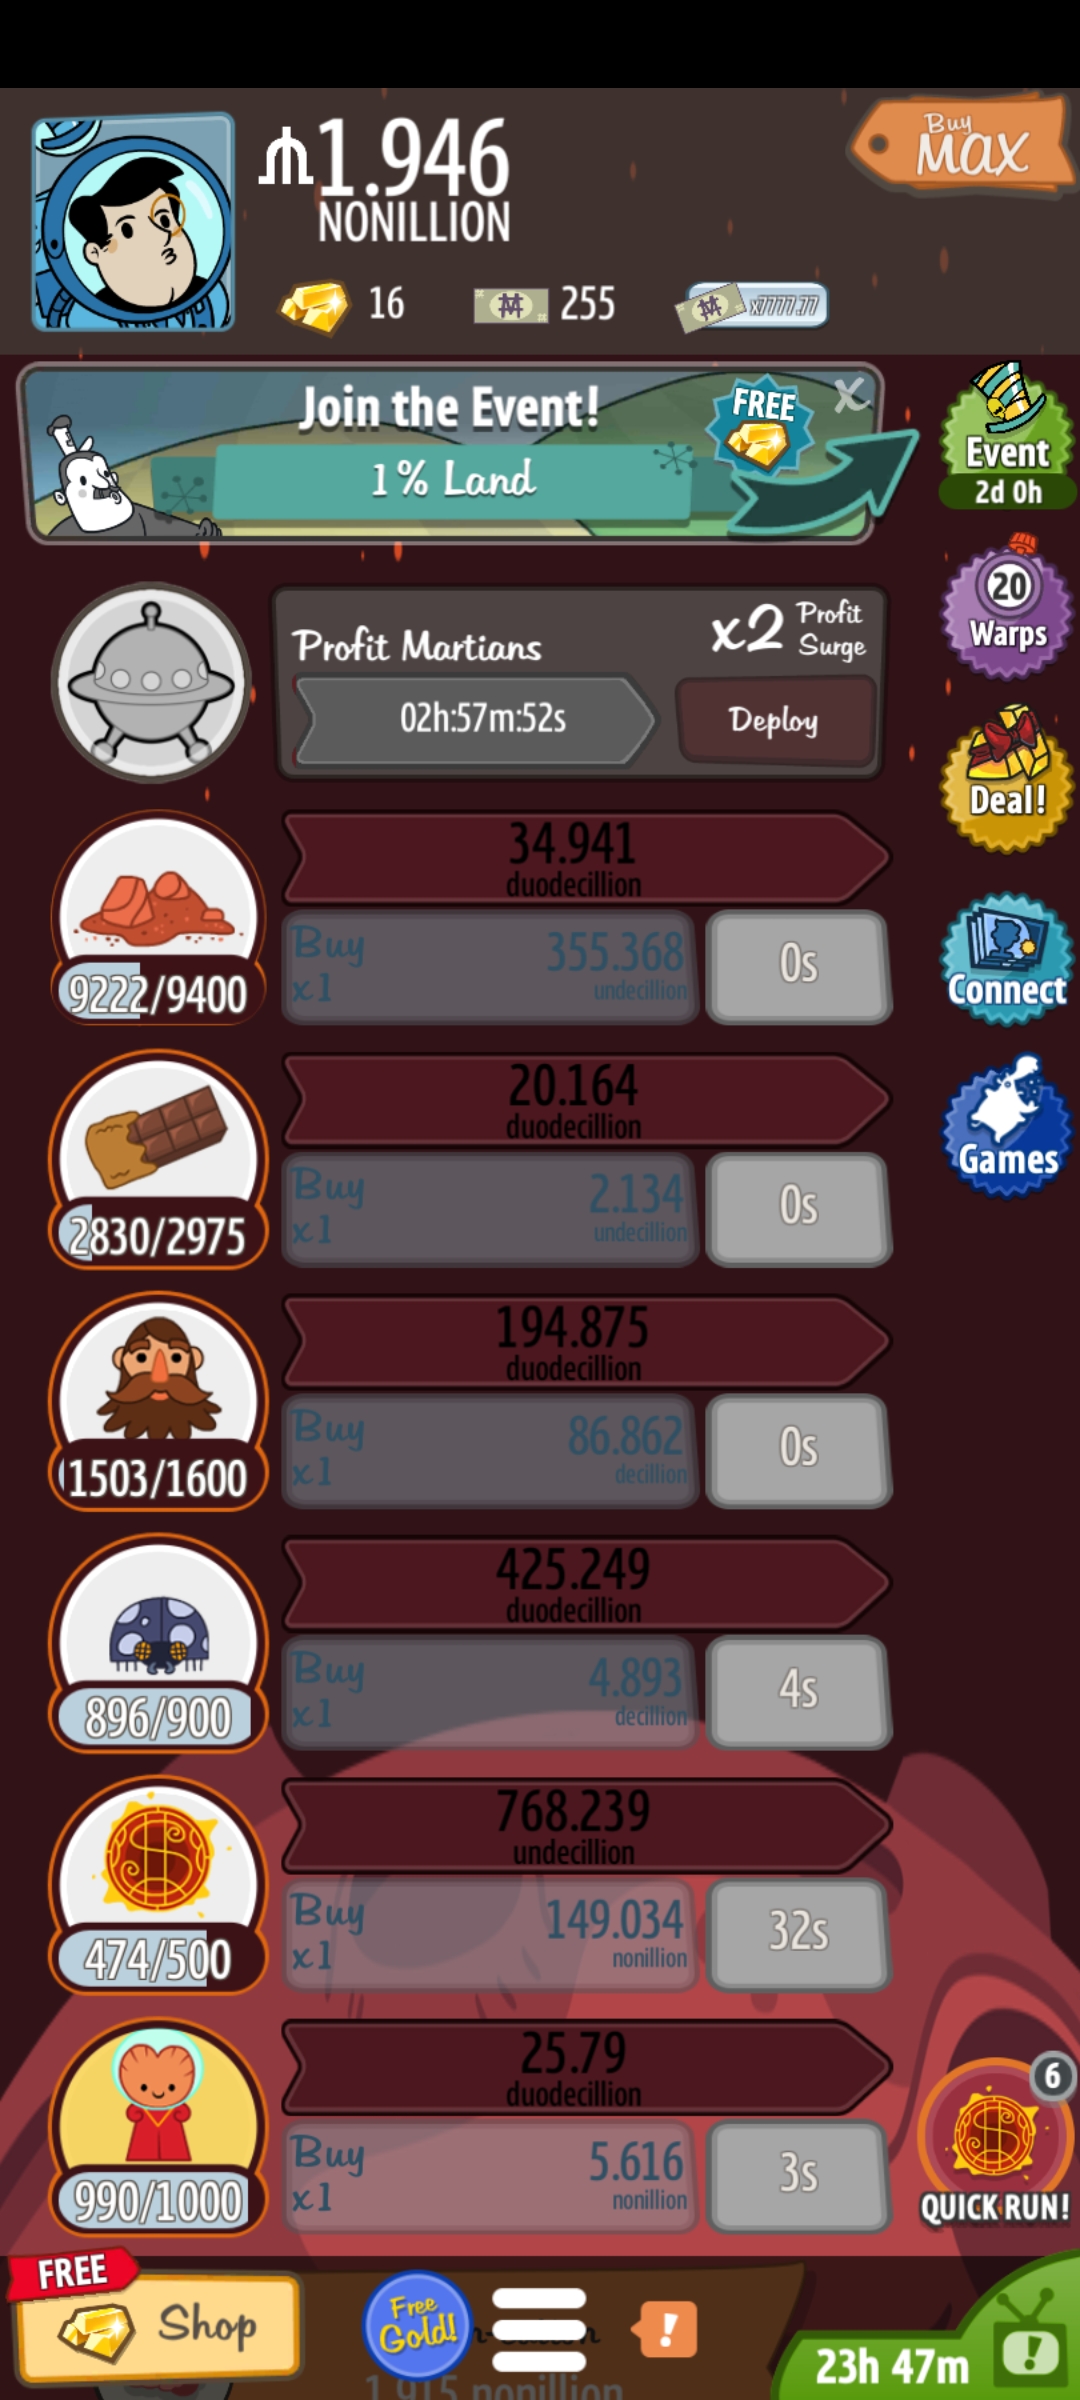 1.946
NONILLION
Buy
MAX
16
255
x7777.77
Join the Event!
FREE
X
1% Land
Event
2d 0h
20
Warps
Profit Martians
x2 Profit
Surge
02h:57m:52s
Deploy
Deal!
34.941
duodecillion
9222/9400
Buy
x1
355.368
undecillion
0s
Connect
20.164
duodecillion
2830/2975
Buy
x1
2.134
undecillion
0s
Games
194.875
duodecillion
1503/1600
Buy
x1
86.862
decillion
0s
425.249
duodecillion
896/900
Buy
x1
4.893
decillion
4s
768.239
undecillion
474/500
Buy
x1
149.034
nonillion
32s
25.79
duodecillion
990/1000
Buy
x1
5.616
nonillion
3s
6
QUICK RUN!
FREE
Shop
Free
Gold!
!
1.915 nonillion
23h 47m
!